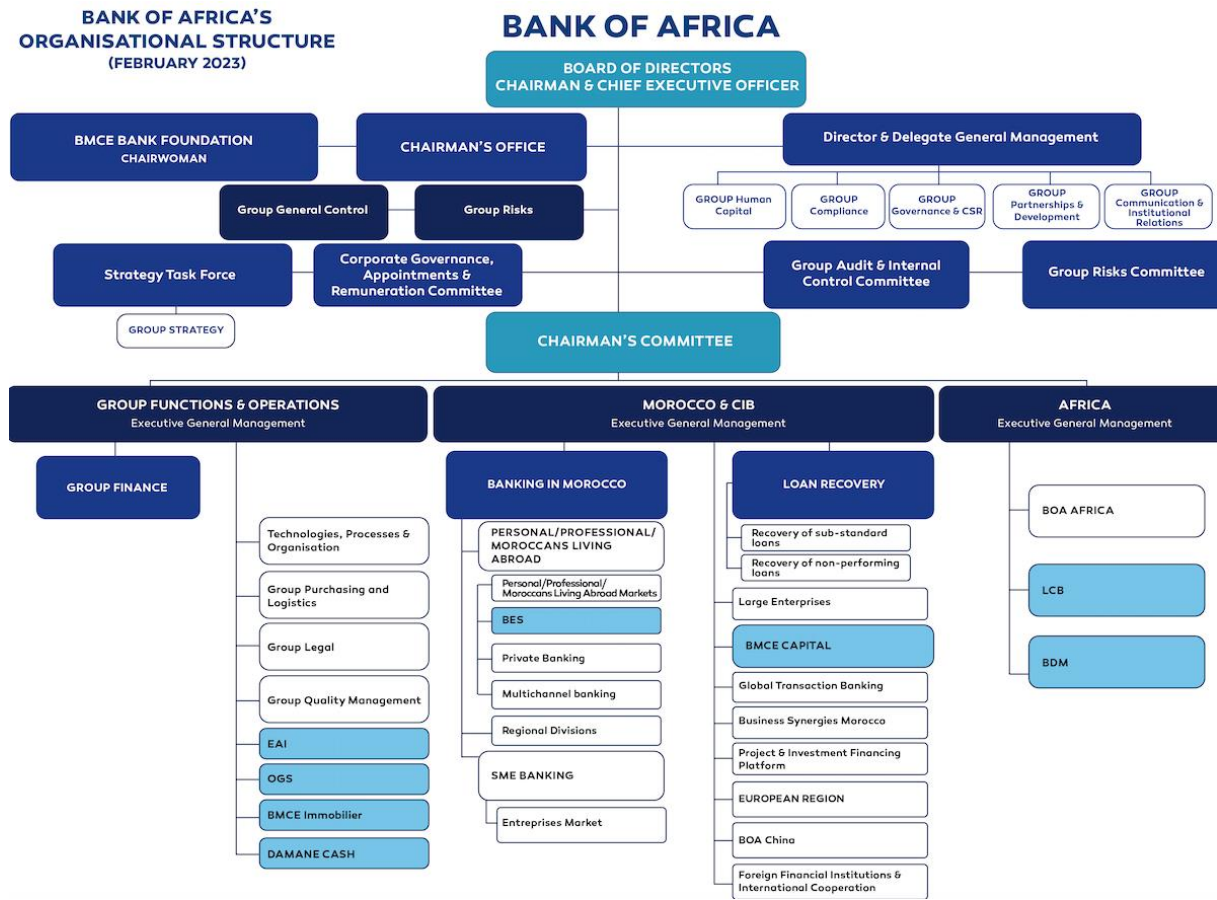 BANK OF AFRICA'S
ORGANISATIONAL STRUCTURE
(FEBRUARY 2023)
BANK OF AFRICA
BOARD OF DIRECTORS
CHAIRMAN & CHIEF EXECUTIVE OFFICER
BMCE BANK FOUNDATION
CHAIRWOMAN
CHAIRMAN'S OFFICE
Director & Delegate General Management
GROUP Human
Capital
GROUP
Compliance
GROUP
Governance & CSR
GROUP
Partnerships &
Development
GROUP
Communication &
Institutional
Relations
Group General Control
Group Risks
Strategy Task Force
Corporate Governance,
Appointments &
Remuneration Committee
Group Audit & Internal
Control Committee
Group Risks Committee
GROUP STRATEGY
CHAIRMAN'S COMMITTEE
GROUP FUNCTIONS & OPERATIONS
Executive General Management
MOROCCO & CIB
Executive General Management
AFRICA
Executive General Management
GROUP FINANCE
Technologies, Processes &
Organisation
Group Purchasing and
Logistics
Group Legal
Group Quality Management
EAI
OGS
BMCE Immobilier
DAMANE CASH
BANKING IN MOROCCO
PERSONAL/PROFESSIONAL/
MOROCCANS LIVING
ABROAD
Personal/Professional/
Moroccans Living Abroad Markets
BES
Private Banking
Multichannel banking
Regional Divisions
SME BANKING
Entreprises Market
LOAN RECOVERY
Recovery of sub-standard
loans
Recovery of non-performing
loans
Large Enterprises
BMCE CAPITAL
Global Transaction Banking
Business Synergies Morocco
Project & Investment Financing
Platform
EUROPEAN REGION
BOA China
Foreign Financial Institutions &
International Cooperation
BOA AFRICA
LCB
BDM